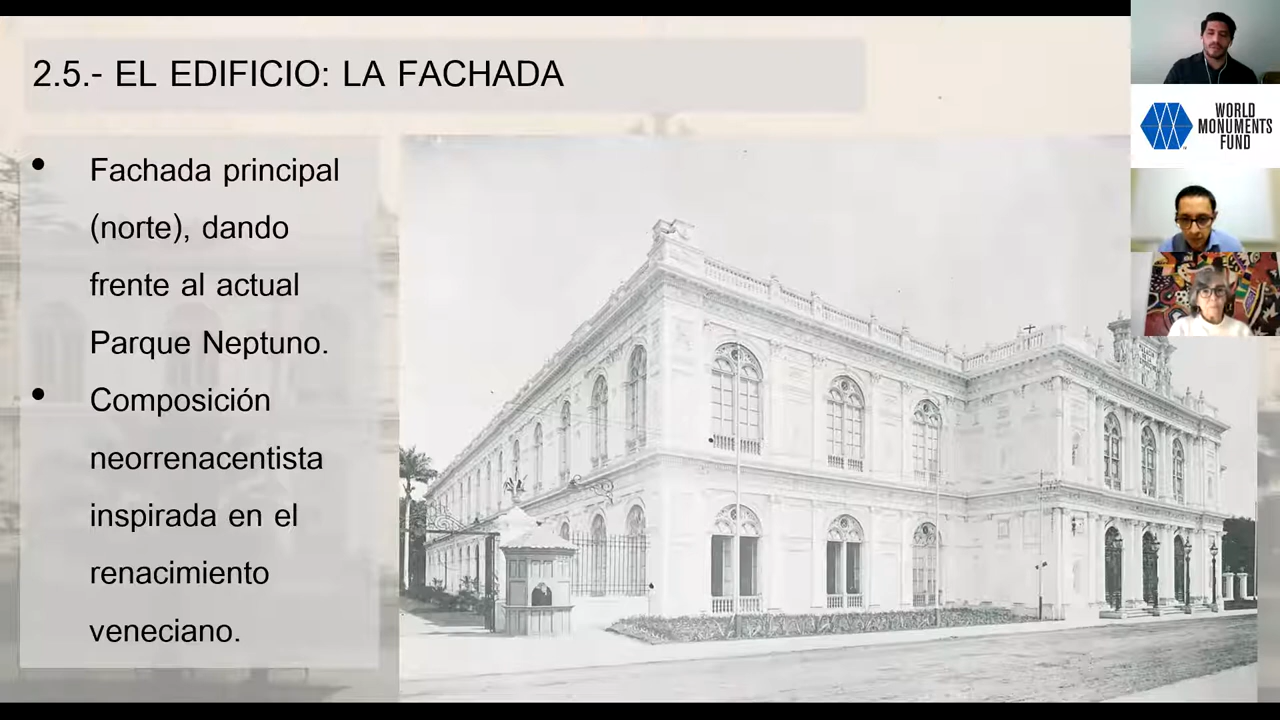 2.5.- EL EDIFICIO: LA FACHADA
• Fachada principal
(norte), dando
frente al actual
Parque Neptuno.
• Composición
neorrenacentista
inspirada en el
renacimiento
veneciano.
WORLD
MONUMENTS
FUND